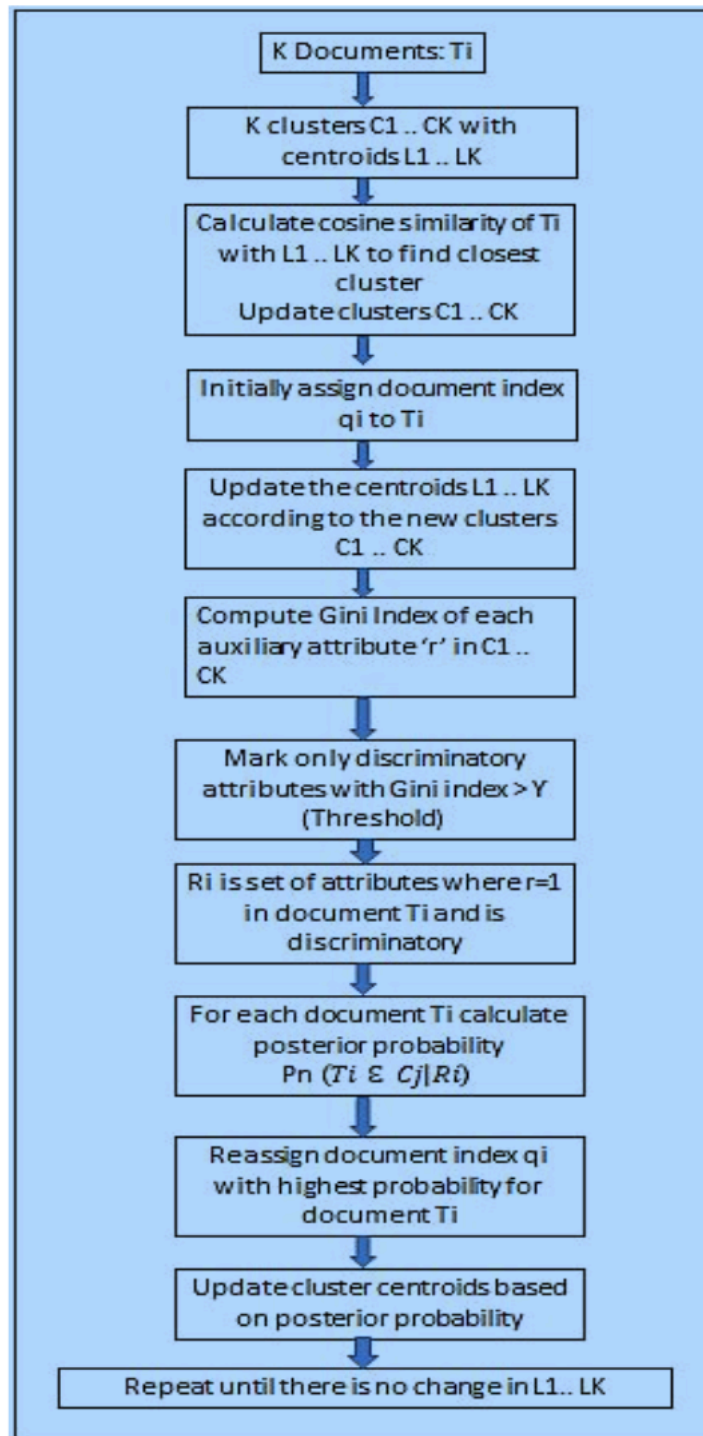 K Documents: Ti
K clusters C1 .. CK with
centroids L1 .. LK
Calculate cosine similarity of Ti
with L1 .. LK to find closest
cluster
Update clusters C1 .. CK
Initially assign document index
qi to Ti
Update the centroids L1 .. LK
according to the new clusters
C1 .. CK
Compute Gini Index of each
auxiliary attribute ‘r’ in C1 ..
CK
Mark only discriminatory
attributes with Gini index > Y
(Threshold)
Ri is set of attributes where r=1
in document Ti and is
discriminatory
For each document Ti calculate
posterior probability
Pn (Ti ε Cj|Ri)
Reassign document index qi
with highest probability for
document Ti
Update cluster centroids based
on posterior probability
Repeat until there is no change in L1.. LK